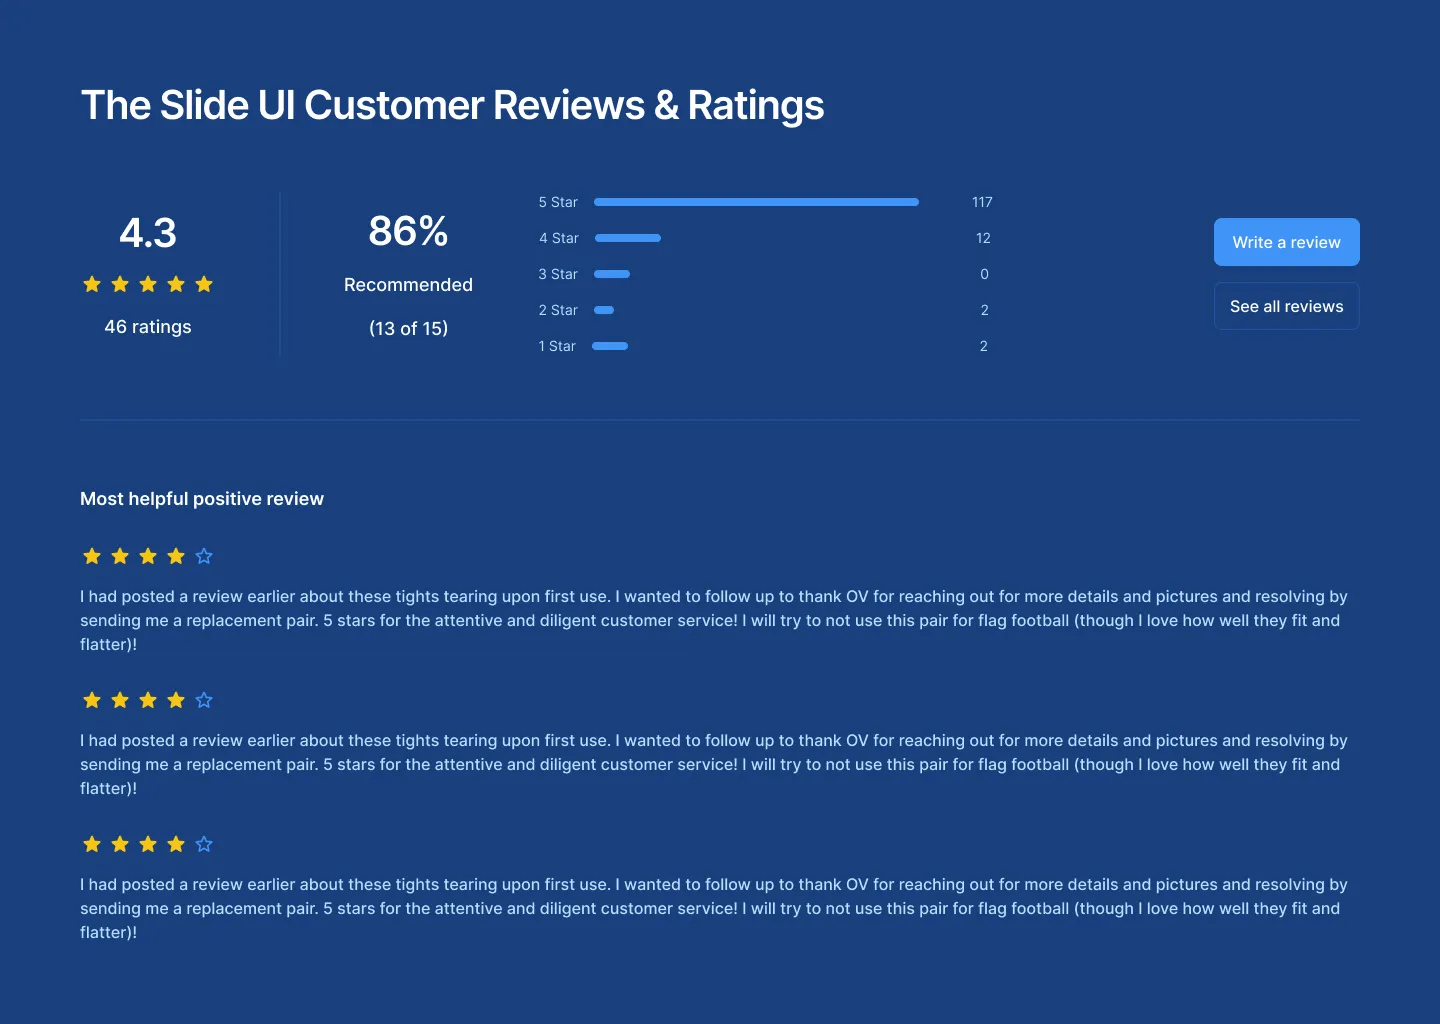 The Slide UI Customer Reviews & Ratings
4.3
46 ratings
86%
Recommended
(13 of 15)
5 Star 117
4 Star 12
3 Star 0
2 Star 2
1 Star 2
Write a review
See all reviews
Most helpful positive review
I had posted a review earlier about these tights tearing upon first use. I wanted to follow up to thank OV for reaching out for more details and pictures and resolving by
sending me a replacement pair. 5 stars for the attentive and diligent customer service! I will try to not use this pair for flag football (though I love how well they fit and
flatter)!
I had posted a review earlier about these tights tearing upon first use. I wanted to follow up to thank OV for reaching out for more details and pictures and resolving by
sending me a replacement pair. 5 stars for the attentive and diligent customer service! I will try to not use this pair for flag football (though I love how well they fit and
flatter)!
I had posted a review earlier about these tights tearing upon first use. I wanted to follow up to thank OV for reaching out for more details and pictures and resolving by
sending me a replacement pair. 5 stars for the attentive and diligent customer service! I will try to not use this pair for flag football (though I love how well they fit and
flatter)!